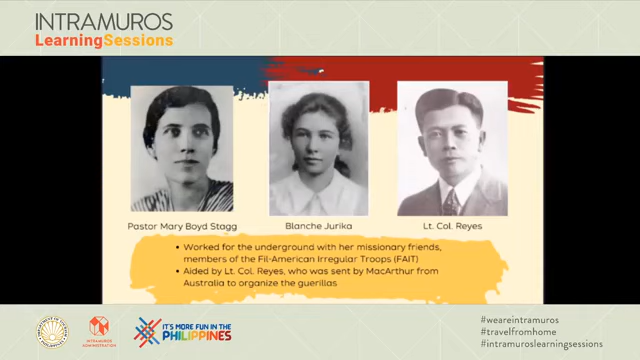 INTRAMUROS
LearningSessions
Pastor Mary Boyd Stagg
Blanche Jurika
Lt. Col. Reyes
• Worked for the underground with her missionary friends,
members of the Fil-American Irregular Troops (FAIT)
• Aided by Lt. Col. Reyes, who was sent by MacArthur from
Australia to organize the guerillas
INTRAMUROS
ADMINISTRATION
IT'S MORE FUN IN THE
PHILIPPINES
#weareintramuros
#travelfromhome
#intramuroslearningsessions